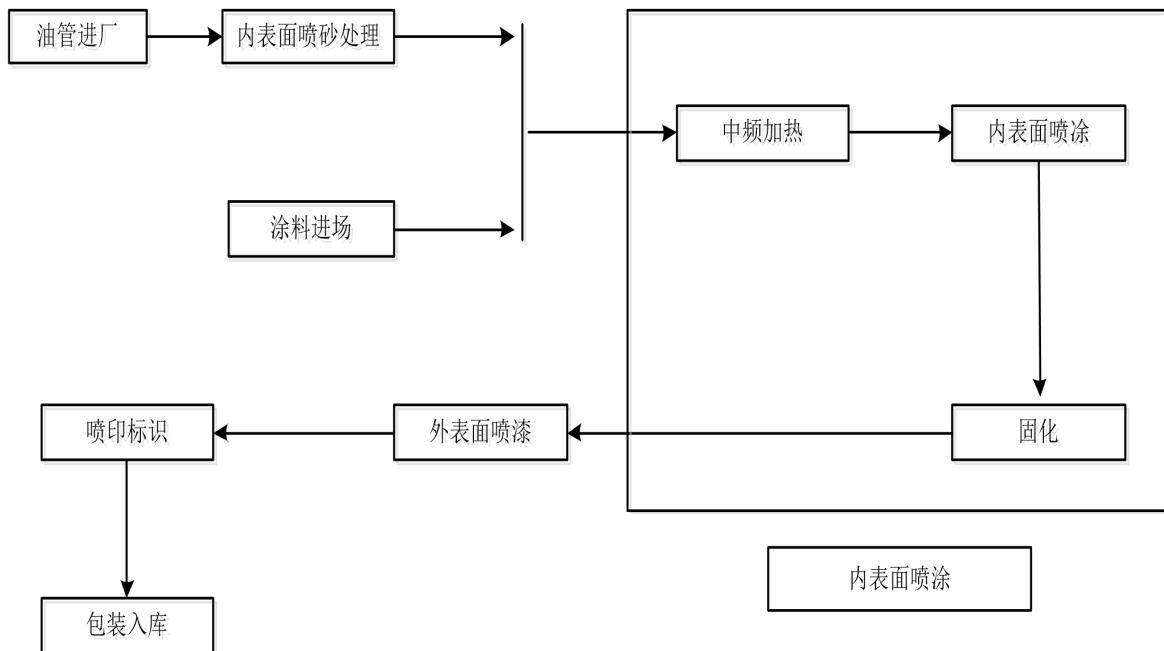 油管进厂
内表面喷砂处理
中频加热
内表面喷涂
涂料进场
喷印标识
外表面喷漆
固化
内表面喷涂
包装入库